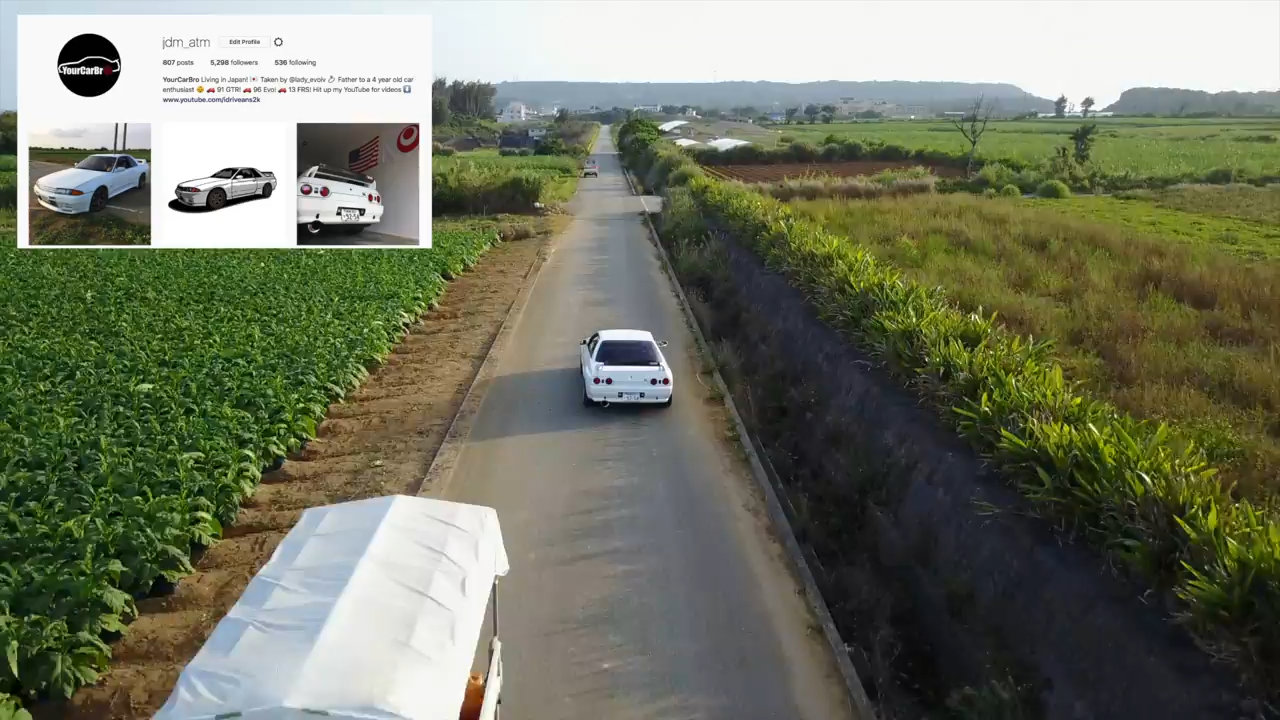 jdm_atm Edit Profile
807 posts 5,298 followers 536 following
YourCarBro Living in Japan! Taken by @lady_evoiv Father to a 4 year old car
enthusiast 91 GTR! 96 Evo! 13 FRS! Hit up my YouTube for videos
www.youtube.com/idriveans2k
YourCarBr